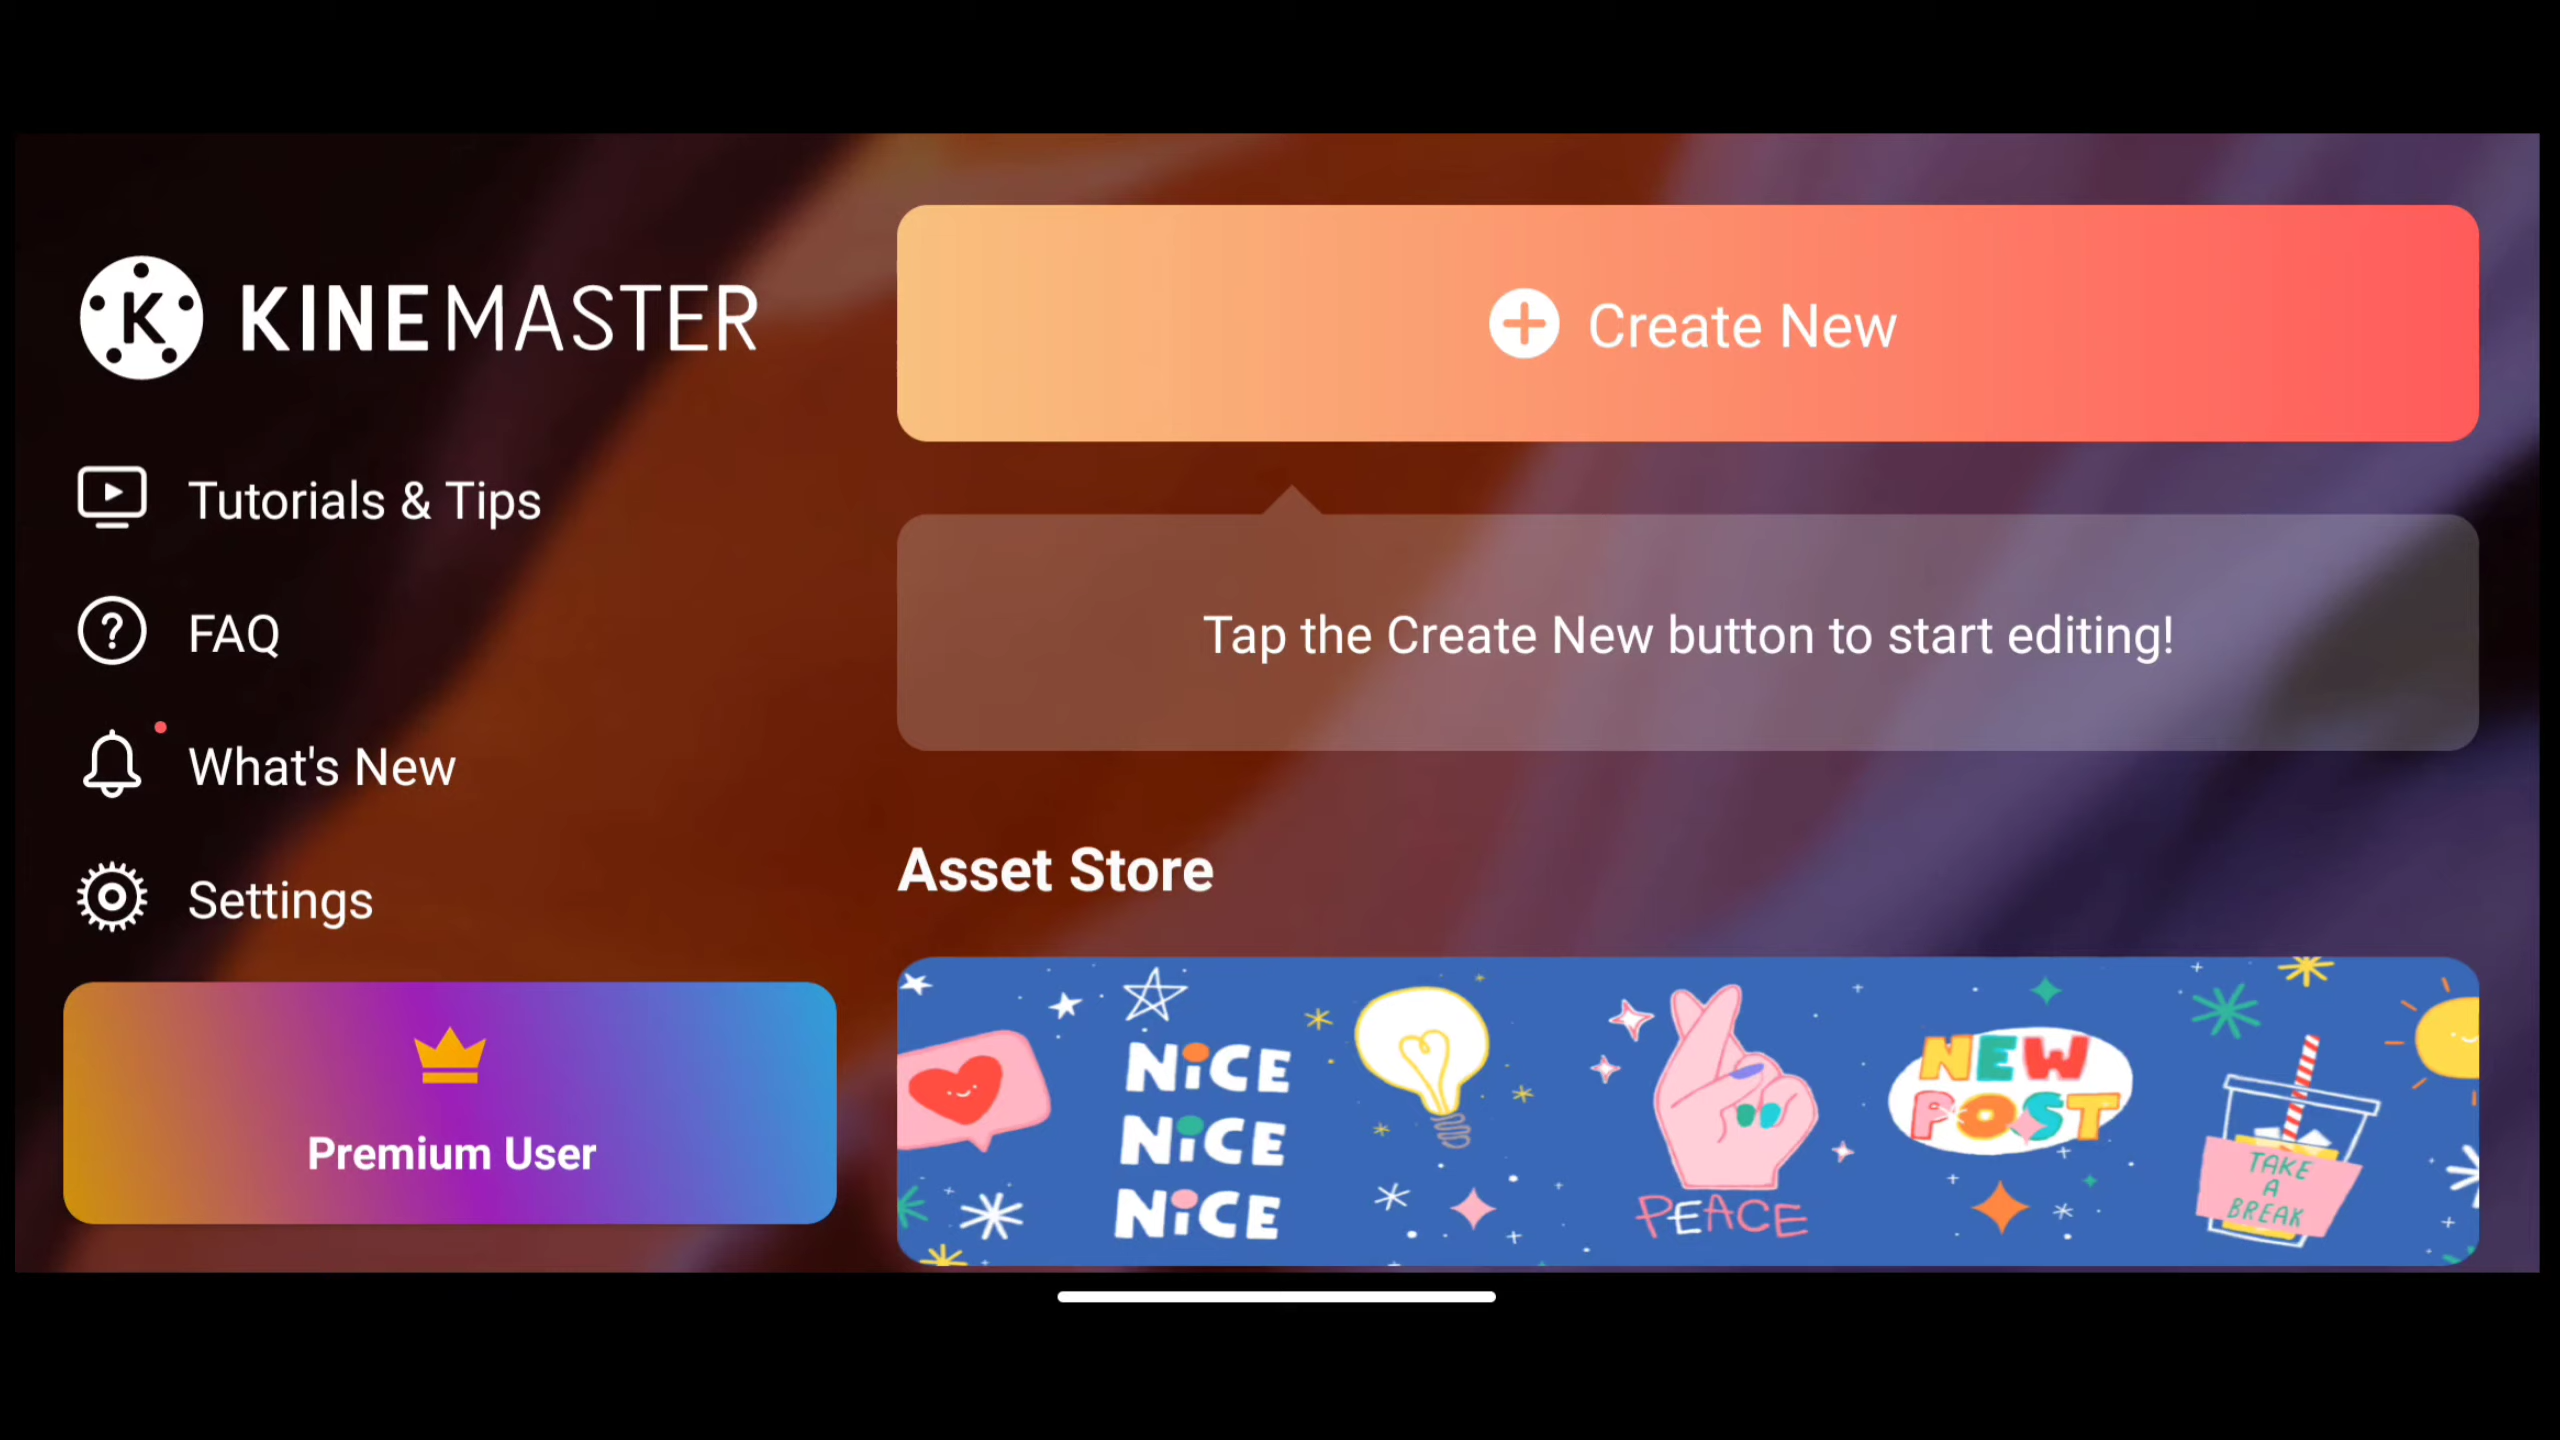 K KINEMASTER
Tutorials & Tips
FAQ
What's New
Settings
Premium User
Create New
Tap the Create New button to start editing!
Asset Store
NiCE
NiCE
NiCE
PEACE
NEW
POST
TAKE
A
BREAK